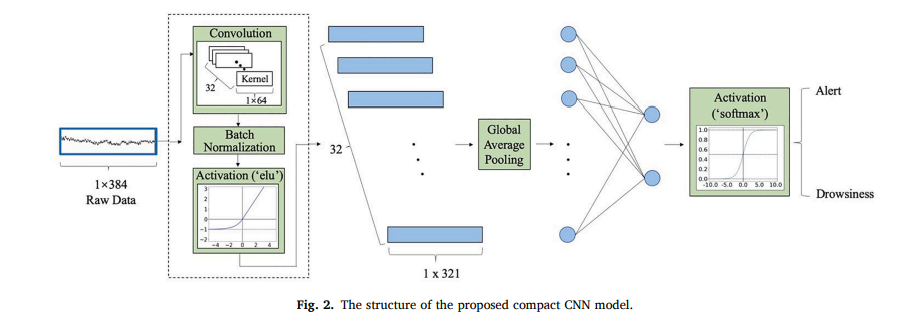 1×384
Raw Data
Convolution
32
Kernel
1×64
Batch
Normalization
Activation ('elu')
3
2
1
0
−1
−2
−4 −2 0 2 4
32
1 x 321
Global
Average
Pooling
Activation
('softmax')
1.0
0.8
0.6
0.4
0.2
0.0
-10.0 -5.0 0.0 5.0 10.0
Alert
Drowsiness
Fig. 2. The structure of the proposed compact CNN model.